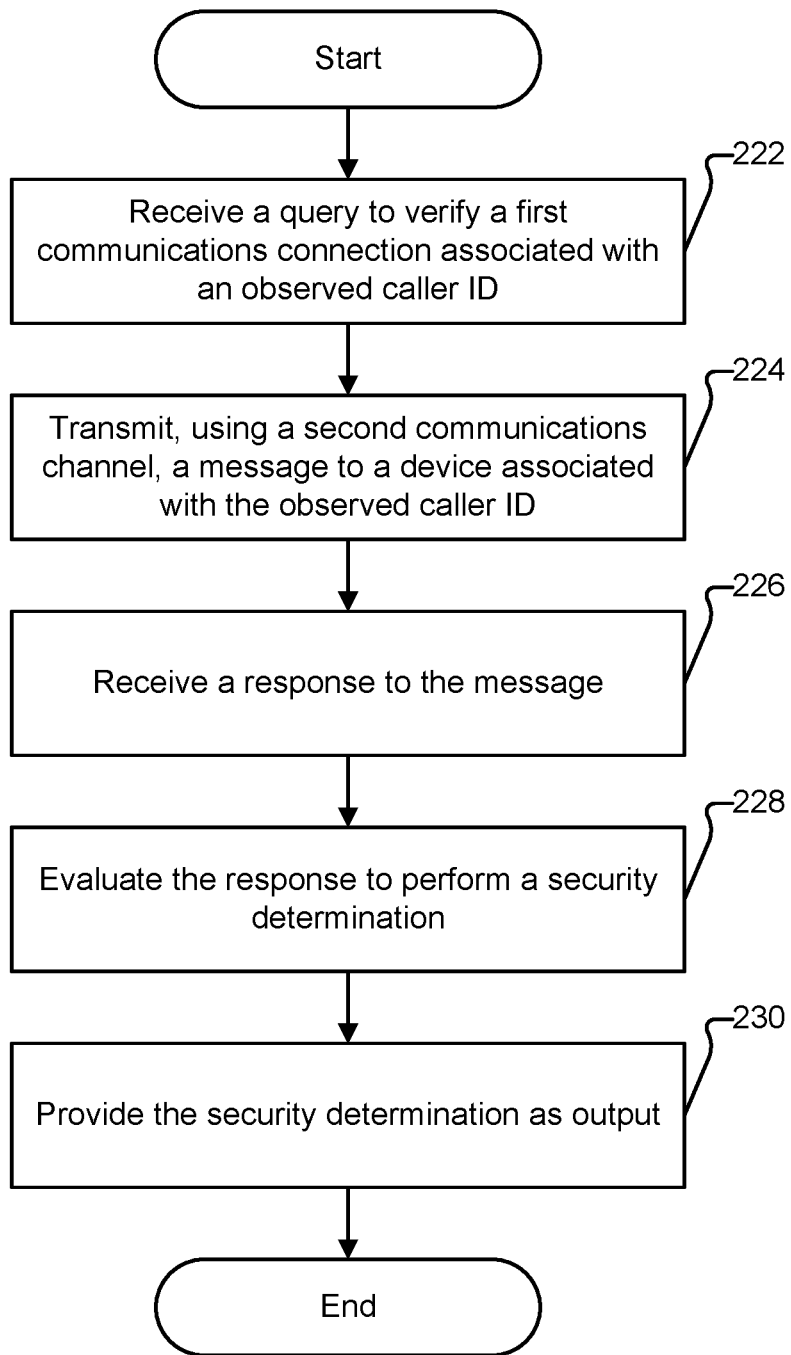 Start
222
Receive a query to verify a first
communications connection associated with
an observed caller ID
224
Transmit, using a second communications
channel, a message to a device associated
with the observed caller ID
226
Receive a response to the message
228
Evaluate the response to perform a security
determination
230
Provide the security determination as output
End